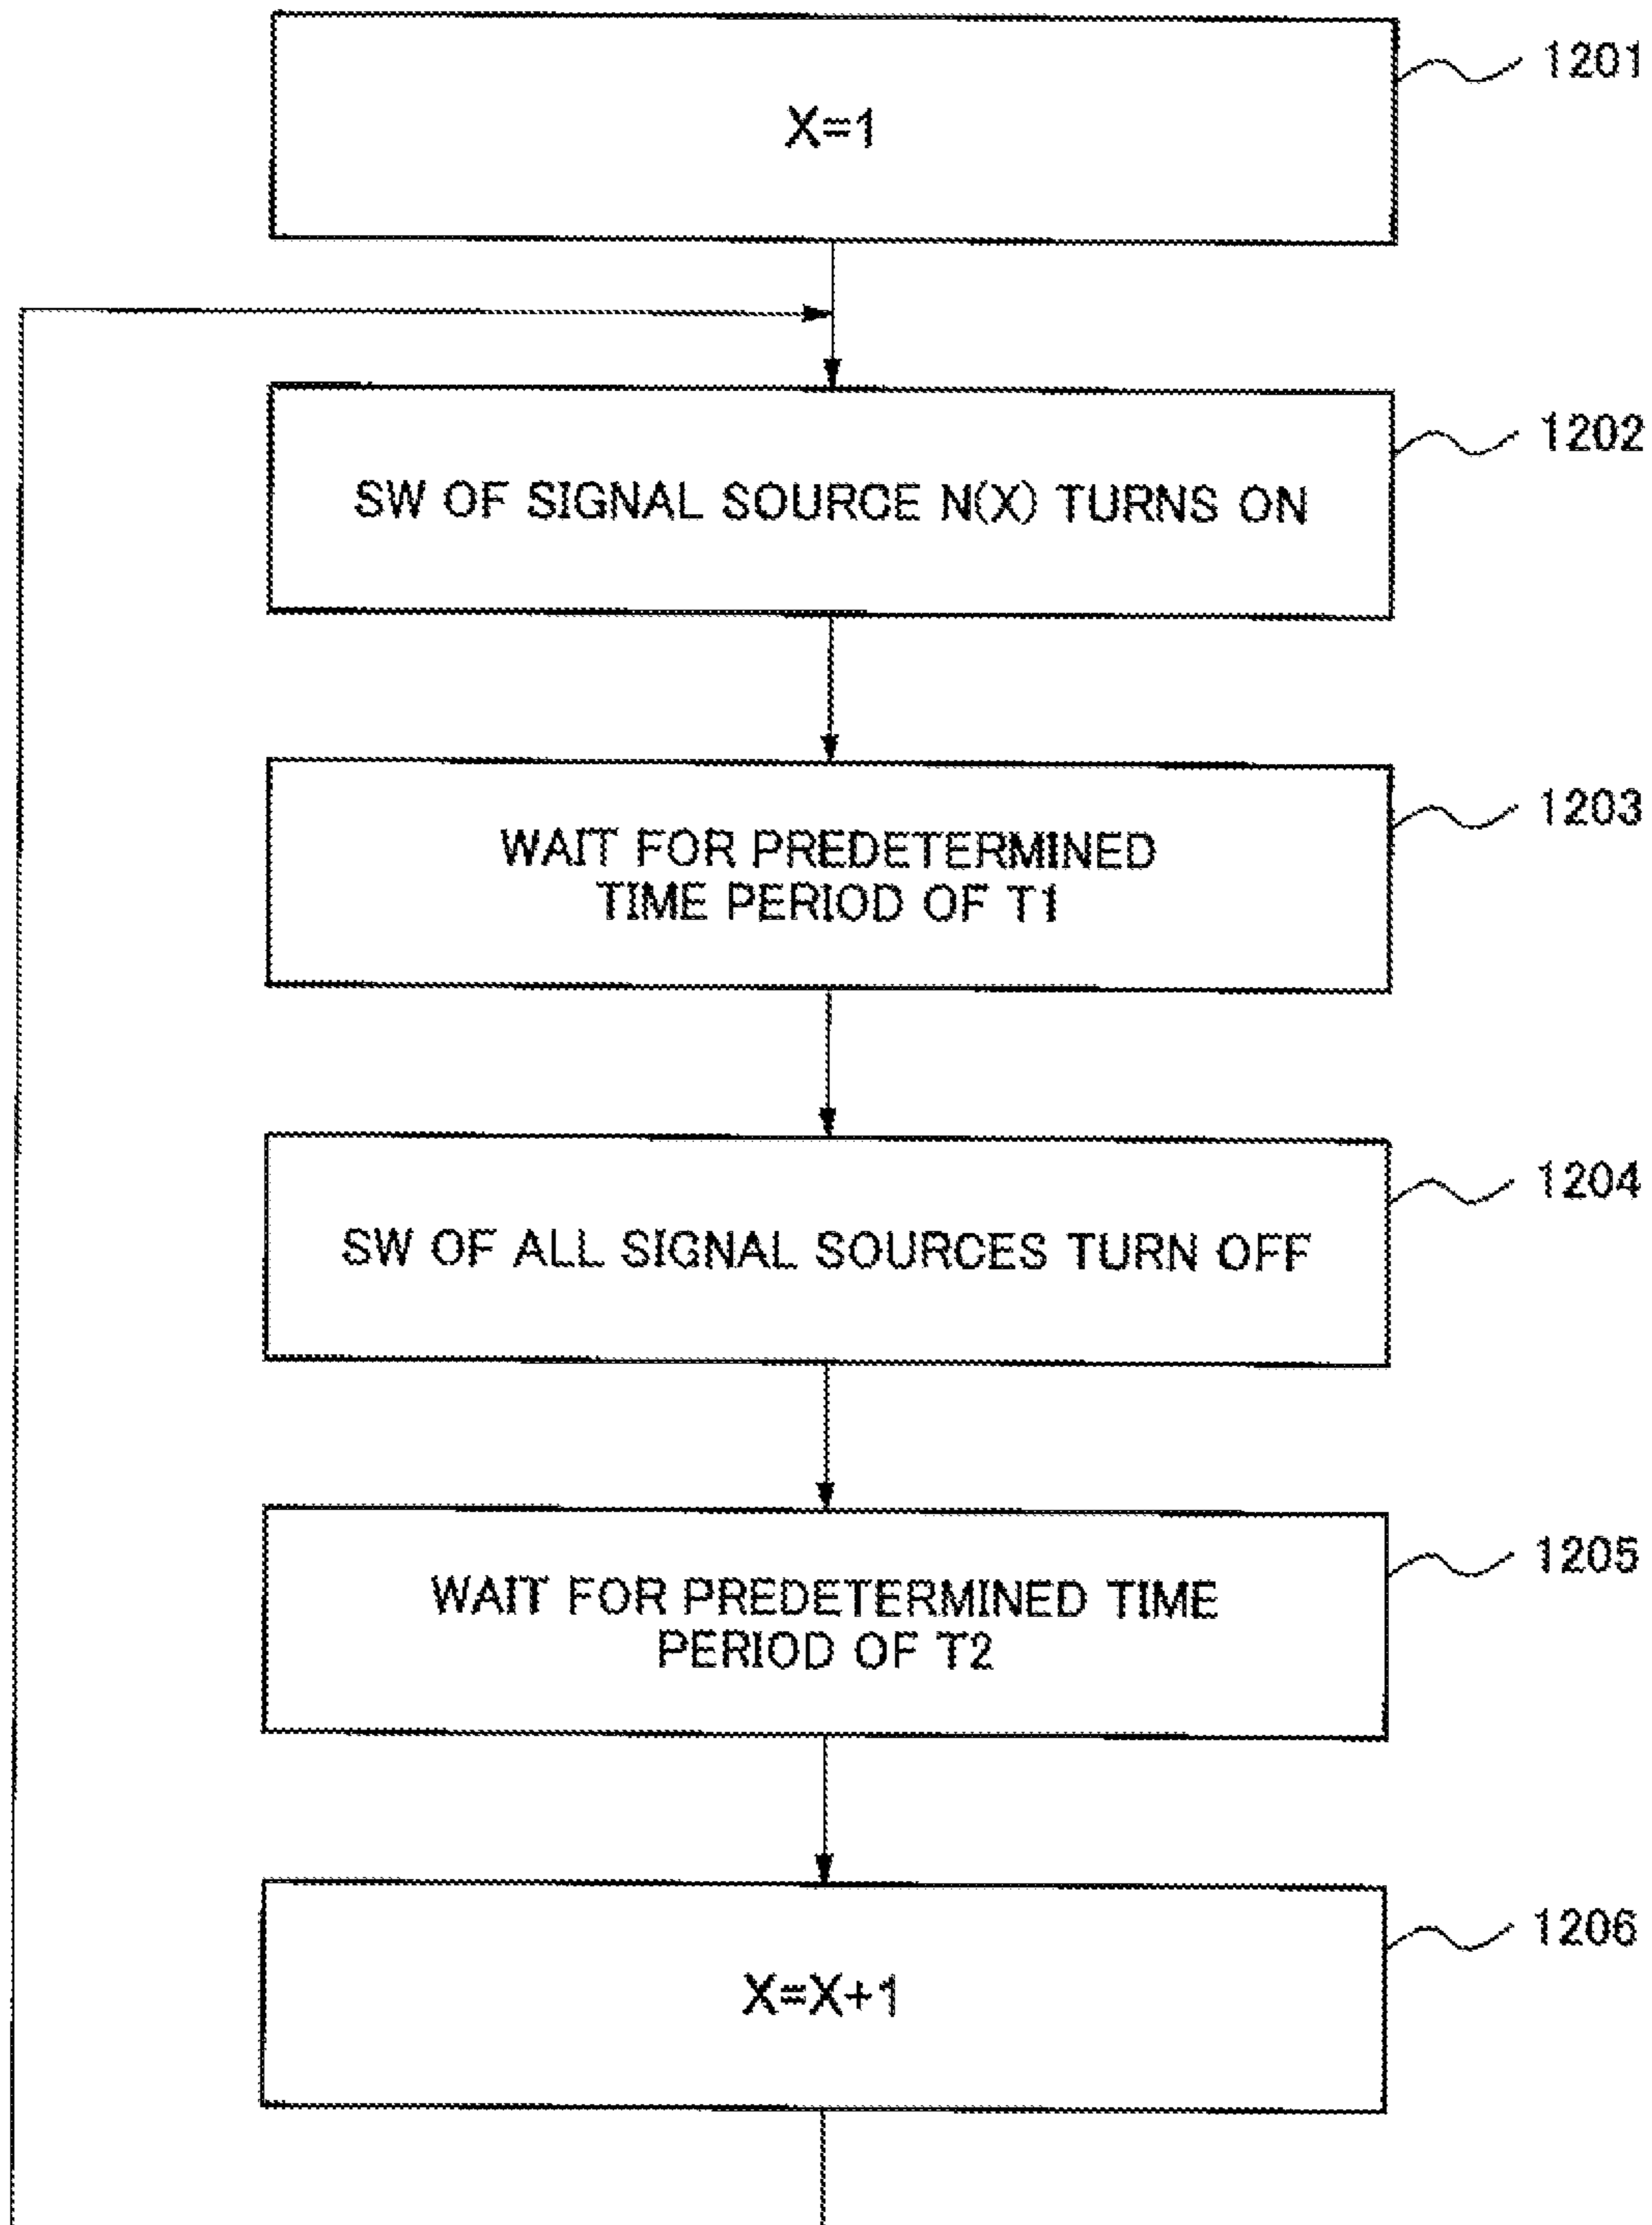 1201
X=1
1202
SW OF SIGNAL SOURCE N(X) TURNS ON
1203
WAIT FOR PREDETERMINED
TIME PERIOD OF T1
1204
SW OF ALL SIGNAL SOURCES TURN OFF
1205
WAIT FOR PREDETERMINED TIME
PERIOD OF T2
1206
X=X+1